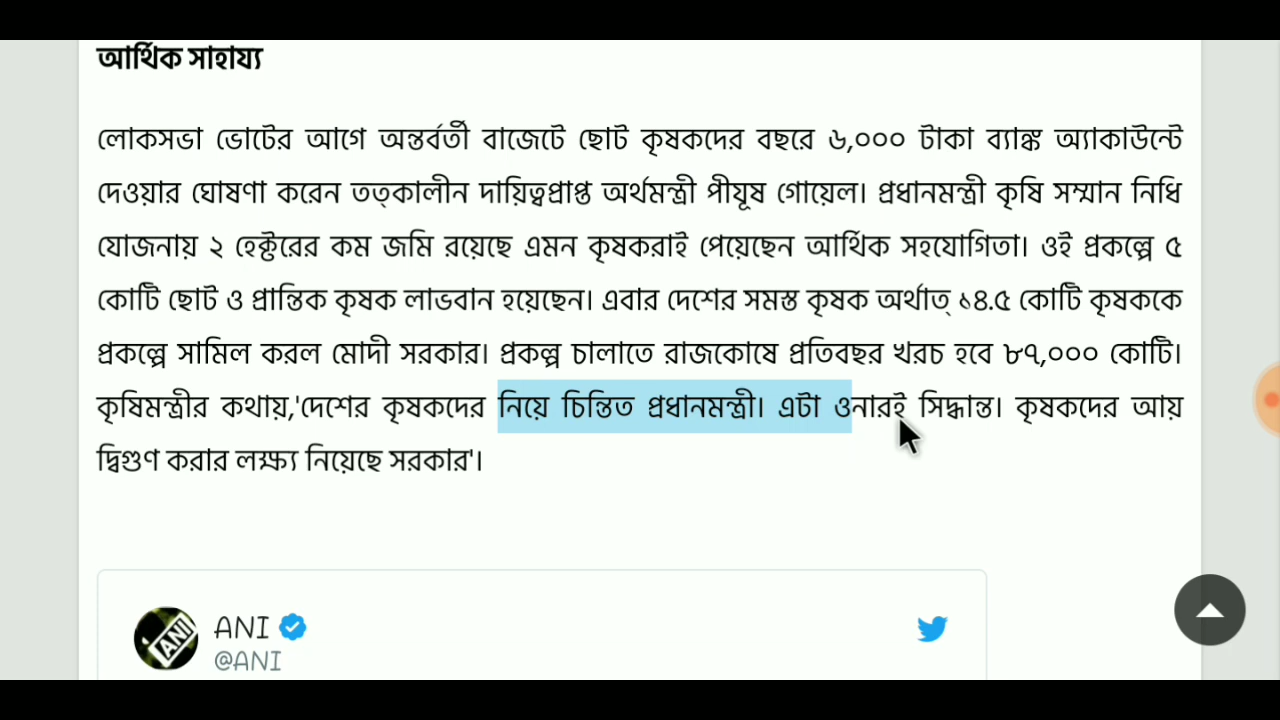 আর্থিক সাহায্য
লোকসভা ভোটের আগে অন্তর্বর্তী বাজেটে ছোট কৃষকদের বছরে ৬,০০০ টাকা ব্যাঙ্ক অ্যাকাউন্টে
দেওয়ার ঘোষণা করেন তত্কালীন দায়িত্বপ্রাপ্ত অর্থমন্ত্রী পীযূষ গোয়েল। প্রধানমন্ত্রী কৃষি সম্মান নিধি
যোজনায় ২ হেক্টরের কম জমি রয়েছে এমন কৃষকরাই পেয়েছেন আর্থিক সহযোগিতা। ওই প্রকল্পে ৫
কোটি ছোট ও প্রান্তিক কৃষক লাভবান হয়েছেন। এবার দেশের সমস্ত কৃষক অর্থাত্ ১৪.৫ কোটি কৃষককে
প্রকল্পে সামিল করল মোদী সরকার। প্রকল্প চালাতে রাজকোষে প্রতিবছর খরচ হবে ৮৭,০০০ কোটি।
কৃষিমন্ত্রীর কথায়,'দেশের কৃষকদের নিয়ে চিন্তিত প্রধানমন্ত্রী। এটা ওনারই সিদ্ধান্ত। কৃষকদের আয়
দ্বিগুণ করার লক্ষ্য নিয়েছে সরকার'।
ANI
@ANI
ANI